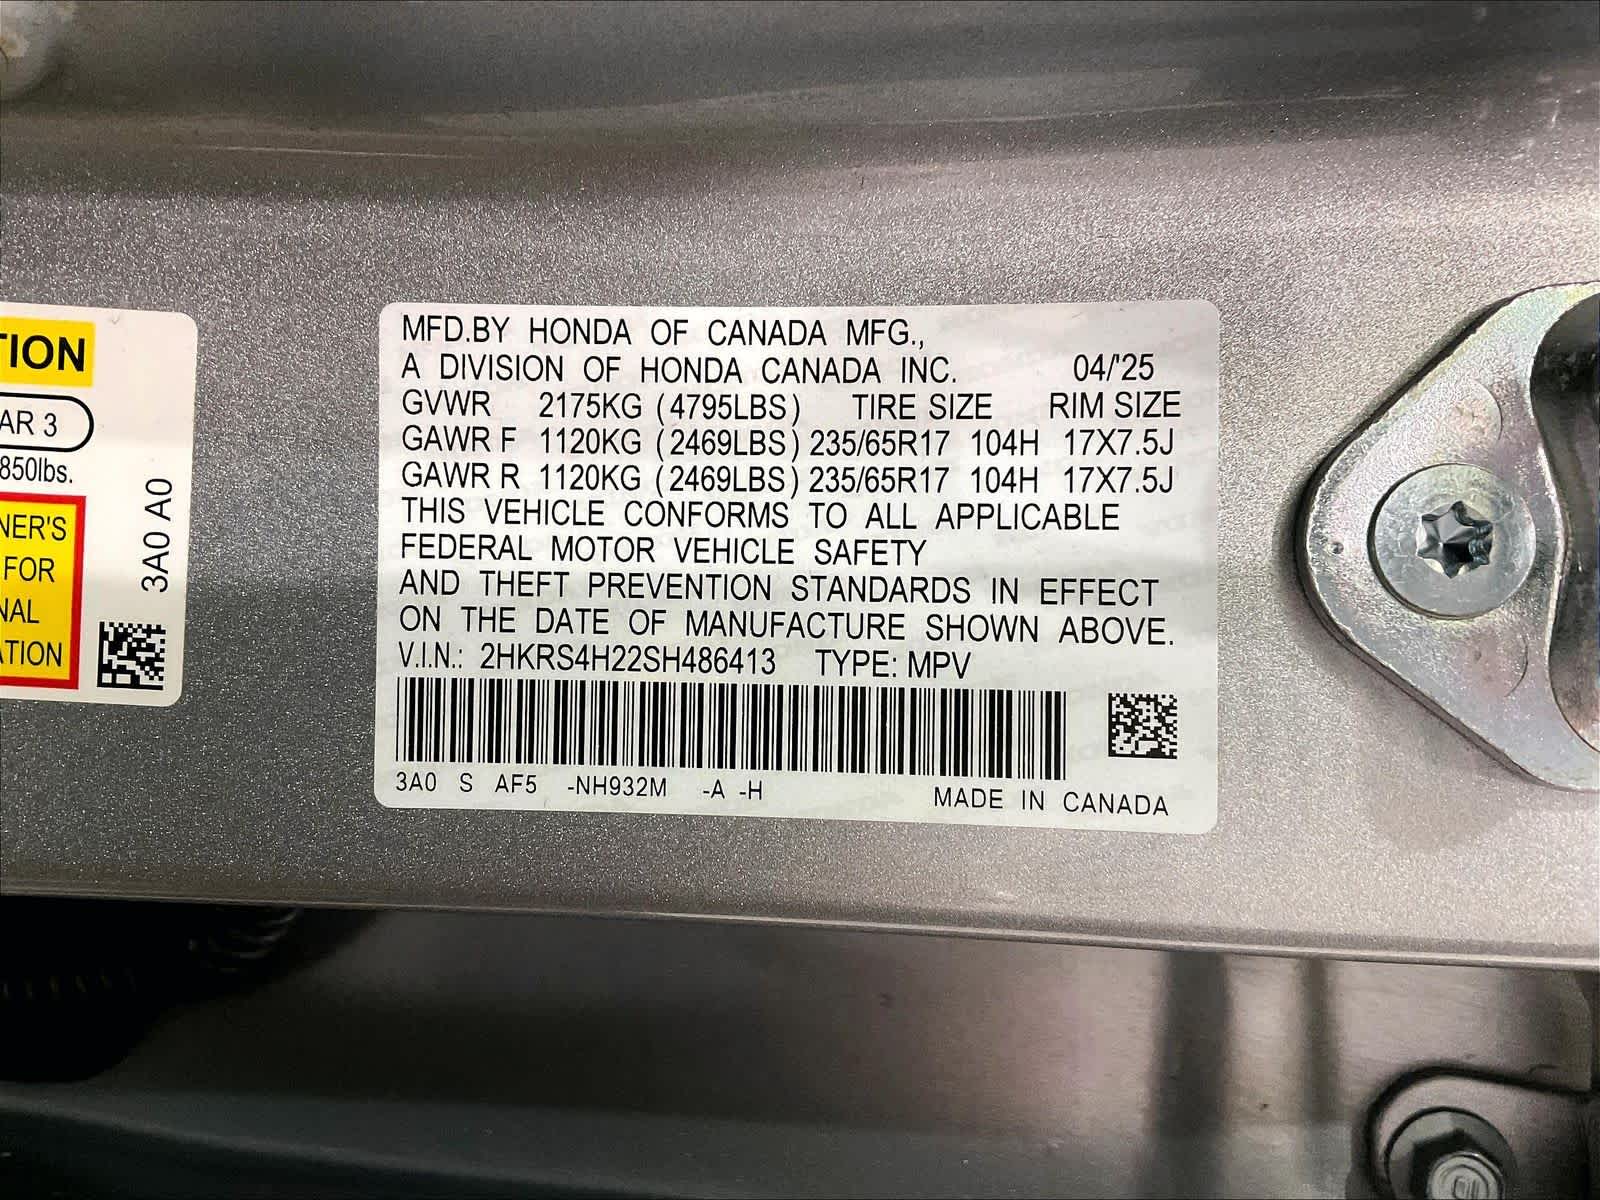 TION
AR 3
850lbs.
NER'S
FOR
NAL
ATION
3A0 A0
MFD.BY HONDA OF CANADA MFG.,
A DIVISION OF HONDA CANADA INC. 04/'25
GVWR 2175KG (4795LBS) TIRE SIZE RIM SIZE
GAWR F 1120KG (2469LBS) 235/65R17 104H 17X7.5J
GAWR R 1120KG (2469LBS) 235/65R17 104H 17X7.5J
THIS VEHICLE CONFORMS TO ALL APPLICABLE
FEDERAL MOTOR VEHICLE SAFETY
AND THEFT PREVENTION STANDARDS IN EFFECT
ON THE DATE OF MANUFACTURE SHOWN ABOVE.
V.I.N.: 2HKRS4H22SH486413 TYPE: MPV
3A0 S AF5 -NH932M -A -H
MADE IN CANADA